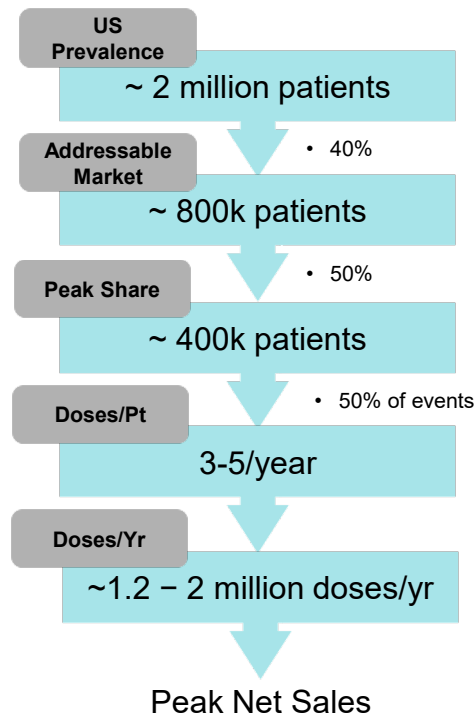 US
Prevalence
~ 2 million patients
• 40%
Addressable
Market
~ 800k patients
• 50%
Peak Share
~ 400k patients
• 50% of events
Doses/Pt
3-5/year
Doses/Yr
~1.2 – 2 million doses/yr
Peak Net Sales